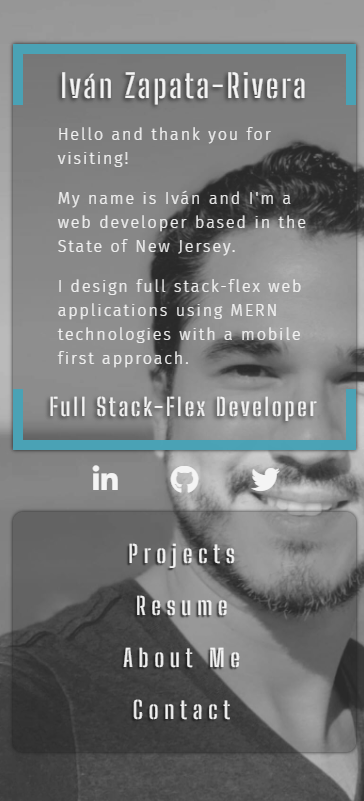 Iván Zapata-Rivera
Hello and thank you for
visiting!
My name is Iván and I'm a
web developer based in the
State of New Jersey.
I design full stack-flex web
applications using MERN
technologies with a mobile
first approach.
Full Stack-Flex Developer
in
Projects
Resume
About Me
Contact